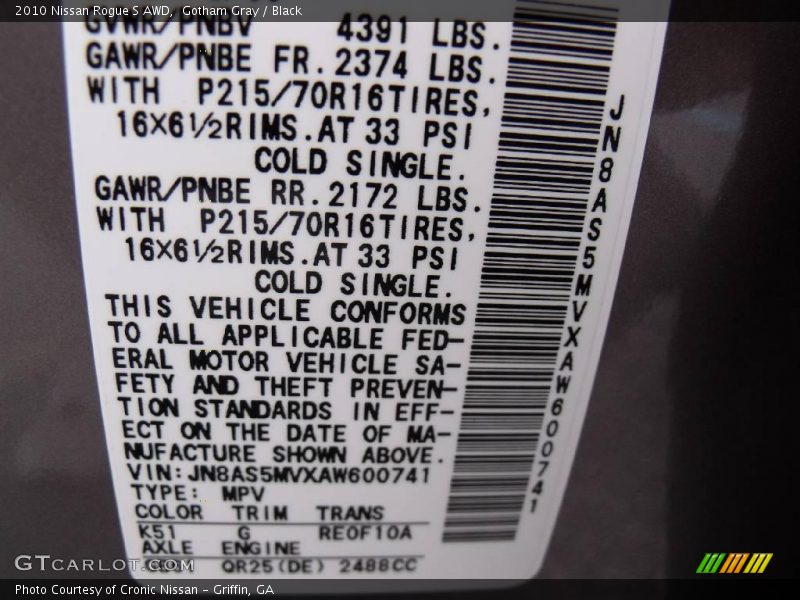 2010 Nissan Rogue S AWD, Gotham Gray / Black
GVWR/PNBV 4391 LBS.
GAWR/PNBE FR. 2374 LBS.
WITH P215/70R16TIRES,
16X6½RIMS. AT 33 PSI
COLD SINGLE.
GAWR/PNBE RR. 2172 LBS.
WITH P215/70R16TIRES,
16X6½RIMS. AT 33 PSI
COLD SINGLE.
THIS VEHICLE CONFORMS
TO ALL APPLICABLE FED-
ERAL MOTOR VEHICLE SA-
FETY AND THEFT PREVEN-
TION STANDARDS IN EFF-
ECT ON THE DATE OF MA-
NUFACTURE SHOWN ABOVE.
VIN: JN8AS5MVXAW600741
TYPE: MPV
COLOR TRIM TRANS
K51 G RE0F10A
AXLE ENGINE
QR25(DE) 2488CC
JN8AS5MVXAW600741
GTCARLOT.COM
Photo Courtesy of Cronic Nissan – Griffin, GA